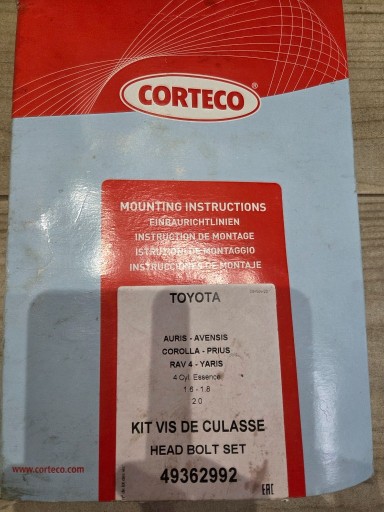 CORTECO®
MOUNTING INSTRUCTIONS
EINBAURICHTLINIEN
INSTRUCTION DE MONTAGE
ISTRUZIONI DI MONTAGGIO
INSTRUCCIONES DE MONTAJE
TOYOTA
AURIS - AVENSIS
COROLLA - PRIUS
RAV 4 - YARIS
4 Cyl. Essence
1.6 - 1.8
2.0
KIT VIS DE CULASSE
HEAD BOLT SET
49362992
www.corteco.com
EAC